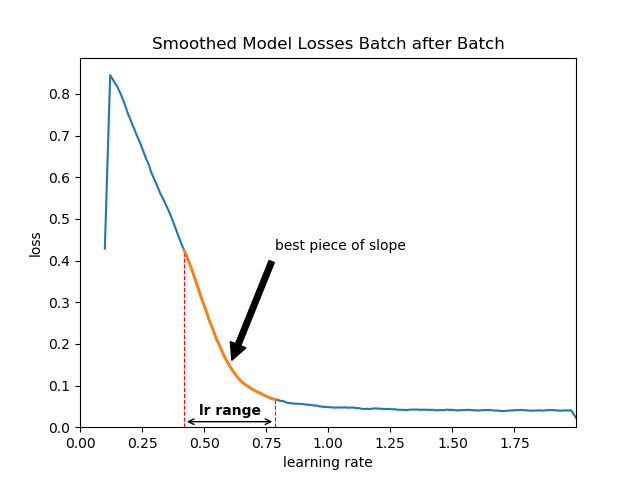 Smoothed Model Losses Batch after Batch
0.8
0.7
0.6
0.5
best piece of slope
loss
0.4
0.3
0.2
0.1
lr range
0.0
0.00 0.25 0.50 0.75 1.00 1.25 1.50 1.75
learning rate